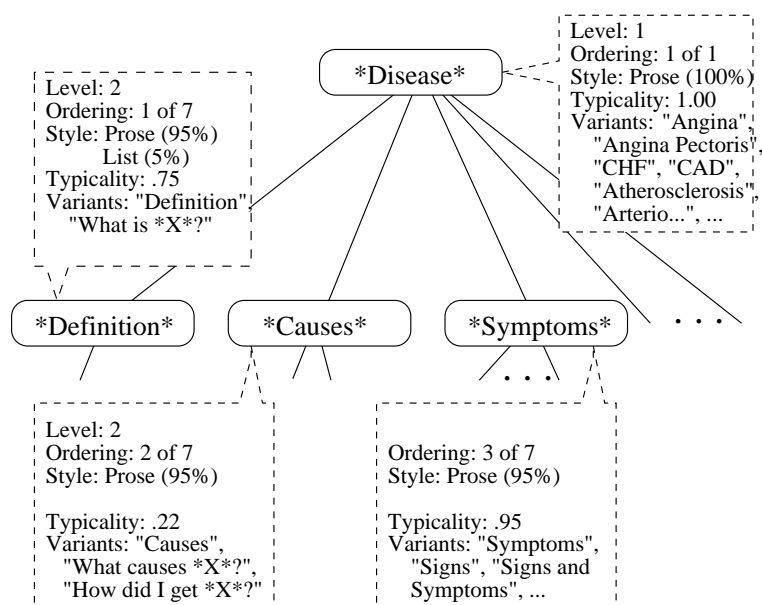 *Disease*
Level: 1
Ordering: 1 of 1
Style: Prose (100%)
Typicality: 1.00
Variants: "Angina",
"Angina Pectoris",
"CHF", "CAD",
"Atherosclerosis",
"Arterio...", ...
Level: 2
Ordering: 1 of 7
Style: Prose (95%)
List (5%)
Typicality: .75
Variants: "Definition",
"What is *X*?"
*Definition*
*Causes*
*Symptoms*
. . .
. . .
Level: 2
Ordering: 2 of 7
Style: Prose (95%)
Typicality: .22
Variants: "Causes",
"What causes *X*?",
"How did I get *X*?"
Ordering: 3 of 7
Style: Prose (95%)
Typicality: .95
Variants: "Symptoms",
"Signs", "Signs and
Symptoms", ...